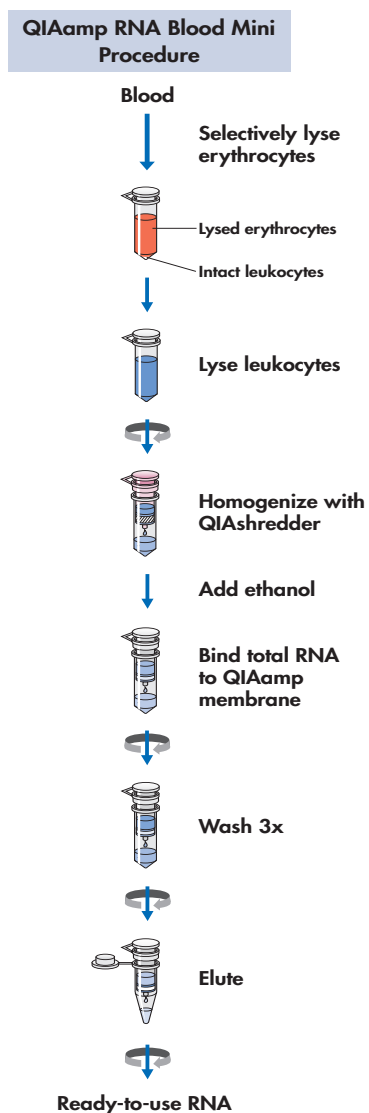 QIAamp RNA Blood Mini
Procedure
Blood
Selectively lyse
erythrocytes
Lysed erythrocytes
Intact leukocytes
Lyse leukocytes
Homogenize with
QIAshredder
Add ethanol
Bind total RNA
to QIAamp
membrane
Wash 3x
Elute
Ready-to-use RNA